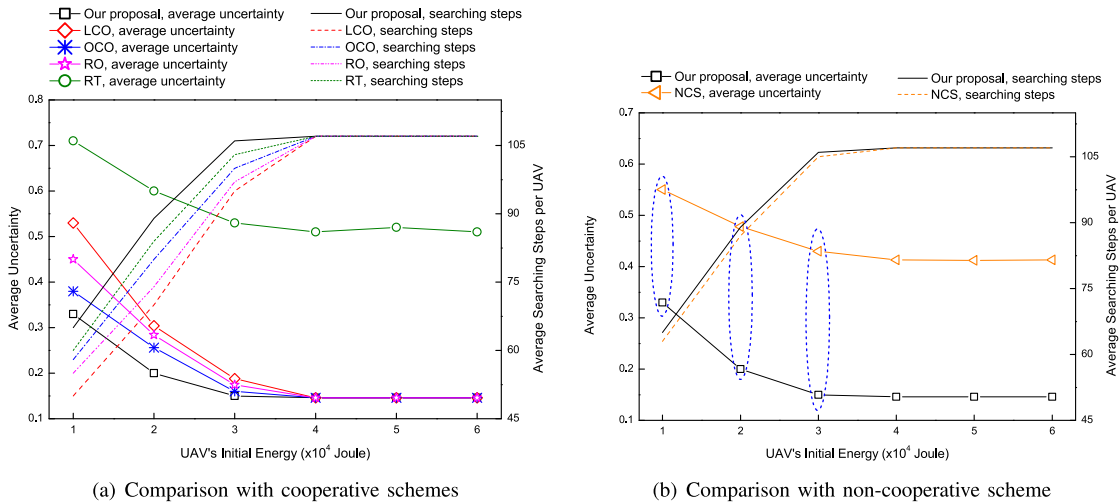 Our proposal, average uncertainty
LCO, average uncertainty
OCO, average uncertainty
RO, average uncertainty
RT, average uncertainty
Our proposal, searching steps
LCO, searching steps
OCO, searching steps
RO, searching steps
RT, searching steps
0.8
0.7
0.6
0.5
0.4
0.3
0.2
0.1
Average Uncertainty
105
90
75
60
45
Average Searching Steps per UAV
1 2 3 4 5 6
UAV's Initial Energy (x10^4 Joule)
(a) Comparison with cooperative schemes
Our proposal, average uncertainty
NCS, average uncertainty
Our proposal, searching steps
NCS, searching steps
0.7
0.6
0.5
0.4
0.3
0.2
0.1
Average Uncertainty
105
90
75
60
45
Average Searching Steps per UAV
1 2 3 4 5 6
UAV's Initial Energy (x10^4 Joule)
(b) Comparison with non-cooperative scheme